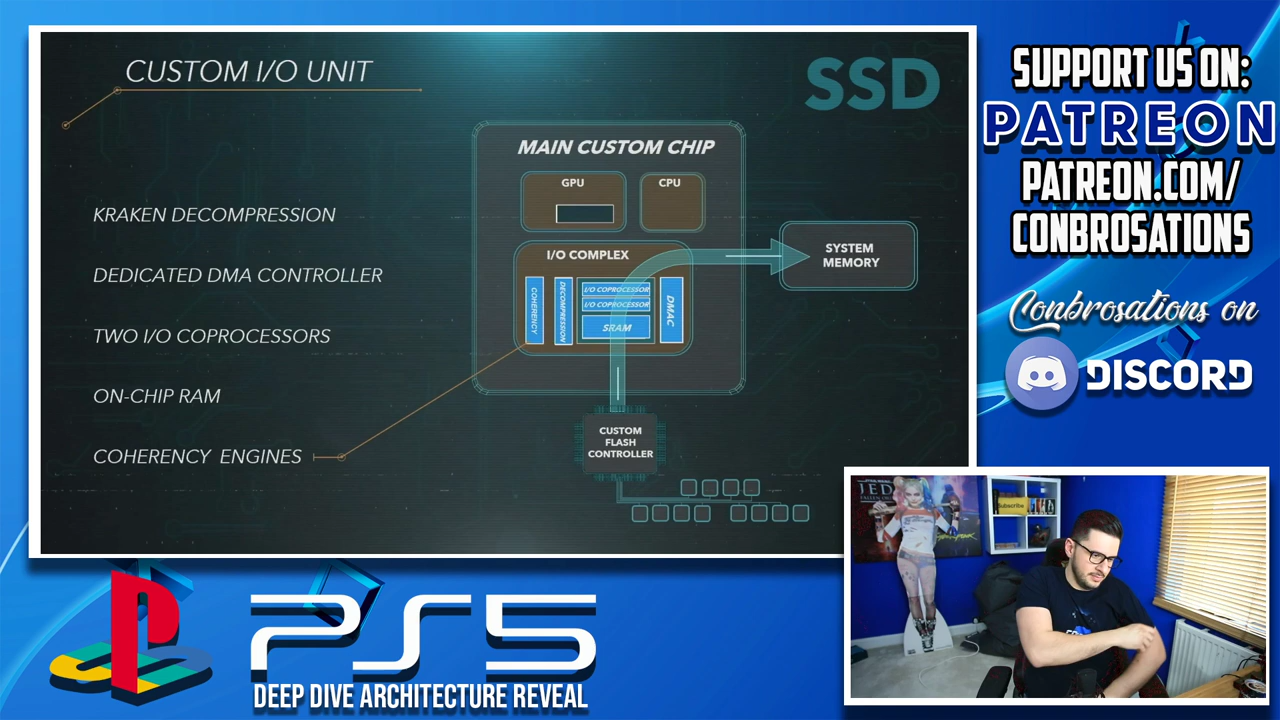 CUSTOM I/O UNIT
SSD
KRAKEN DECOMPRESSION
DEDICATED DMA CONTROLLER
TWO I/O COPROCESSORS
ON-CHIP RAM
COHERENCY ENGINES
MAIN CUSTOM CHIP
GPU
CPU
I/O COMPLEX
COHERENCY
DECOMPRESSION
I/O COPROCESSOR
I/O COPROCESSOR
SRAM
DMAC
SYSTEM
MEMORY
CUSTOM
FLASH
CONTROLLER
SUPPORT US ON:
PATREON
PATREON.COM/
CONBROSATIONS
Conbrosations on
DISCORD
JEDI
Subscribe
PS5
DEEP DIVE ARCHITECTURE REVEAL